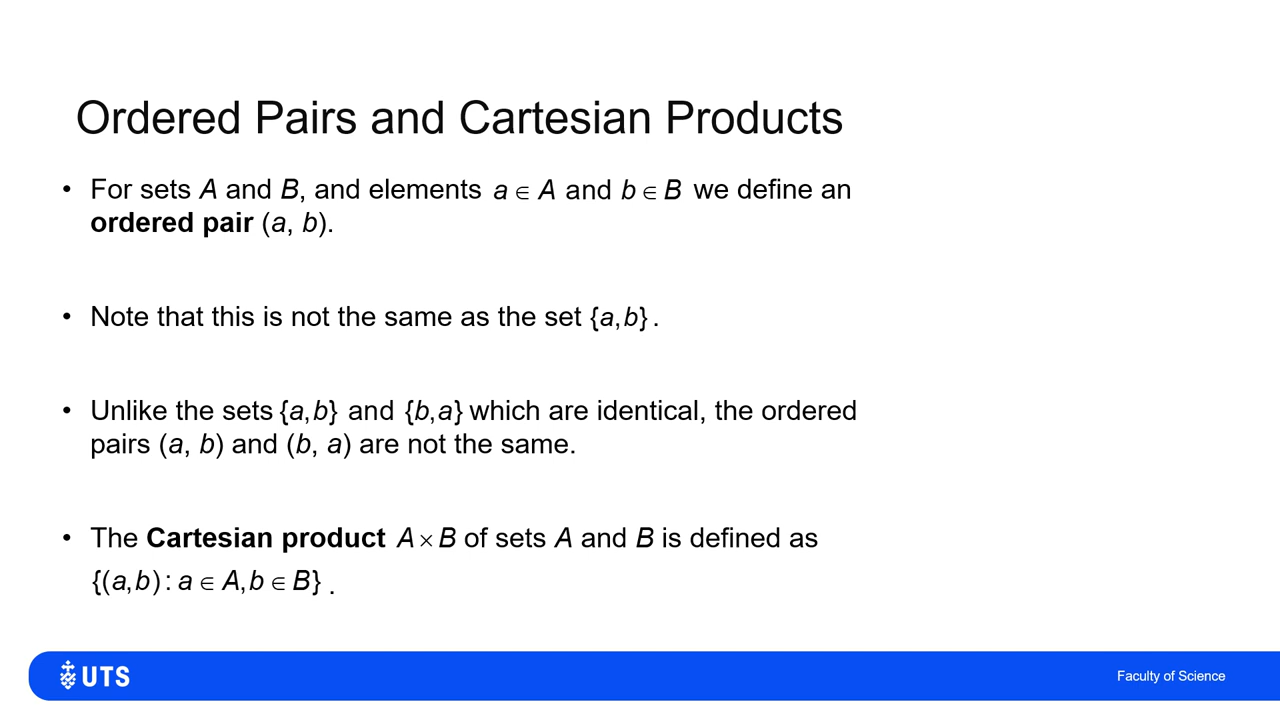 Ordered Pairs and Cartesian Products
• For sets A and B, and elements a ∈ A and b ∈ B we define an
ordered pair (a, b).
• Note that this is not the same as the set {a,b}.
• Unlike the sets {a,b} and {b,a} which are identical, the ordered
pairs (a, b) and (b, a) are not the same.
• The Cartesian product A × B of sets A and B is defined as
{(a,b): a ∈ A,b ∈ B}.
UTS
Faculty of Science